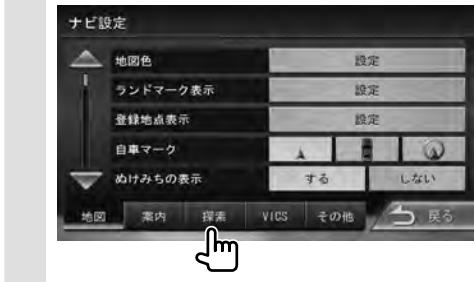 ナビ設定
地図色 設定
ランドマーク表示 設定
登録地点表示 設定
自車マーク
ぬけみちの表示 する しない
地図 案内 探索 VICS その他 戻る